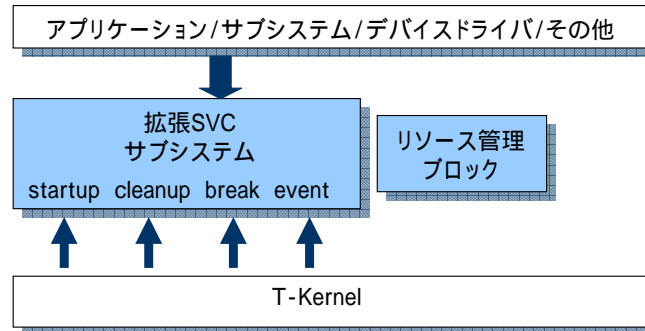 アプリケーション/サブシステム/デバイスドライバ/その他
拡張SVC
サブシステム
startup cleanup break event
リソース管理
ブロック
T-Kernel